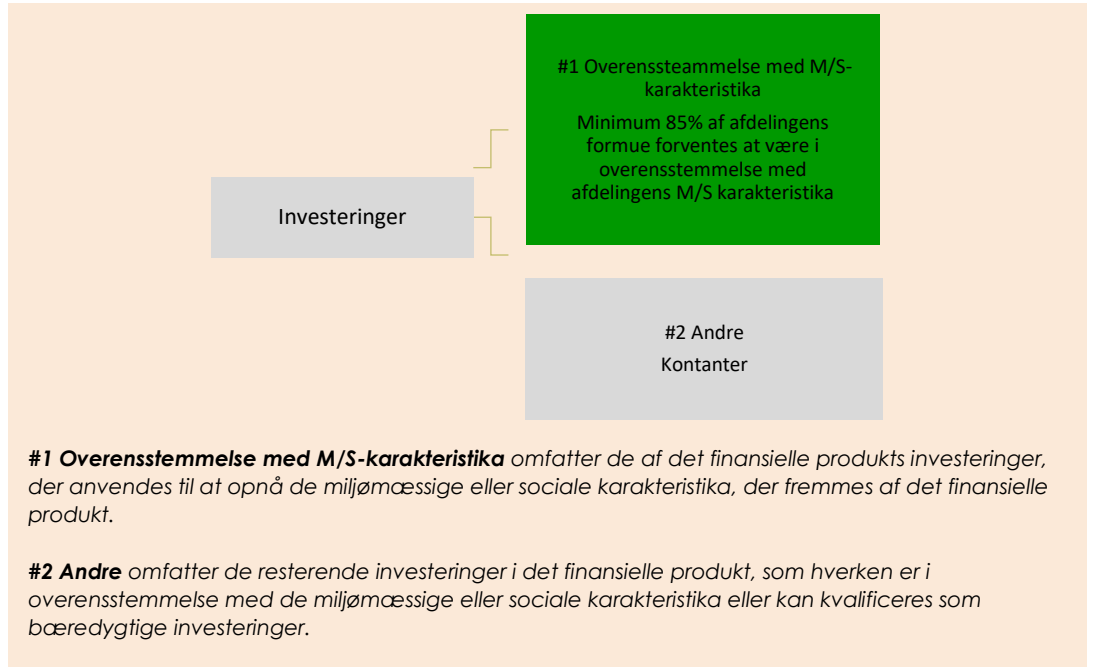 #1 Overenssteammelse med M/S-
karakteristika
Minimum 85% af afdelingens
formue forventes at være i
overensstemmelse med
afdelingens M/S karakteristika
Investeringer
#2 Andre
Kontanter
#1 Overensstemmelse med M/S-karakteristika omfatter de af det finansielle produkts investeringer,
der anvendes til at opnå de miljømæssige eller sociale karakteristika, der fremmes af det finansielle
produkt.
#2 Andre omfatter de resterende investeringer i det finansielle produkt, som hverken er i
overensstemmelse med de miljømæssige eller sociale karakteristika eller kan kvalificeres som
bæredygtige investeringer.